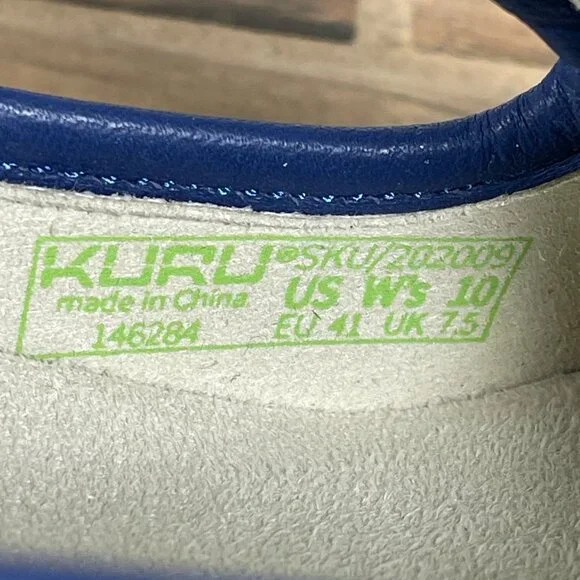 KURU® SKU/202009
made in China US W's 10
146284 EU 41 UK 7.5